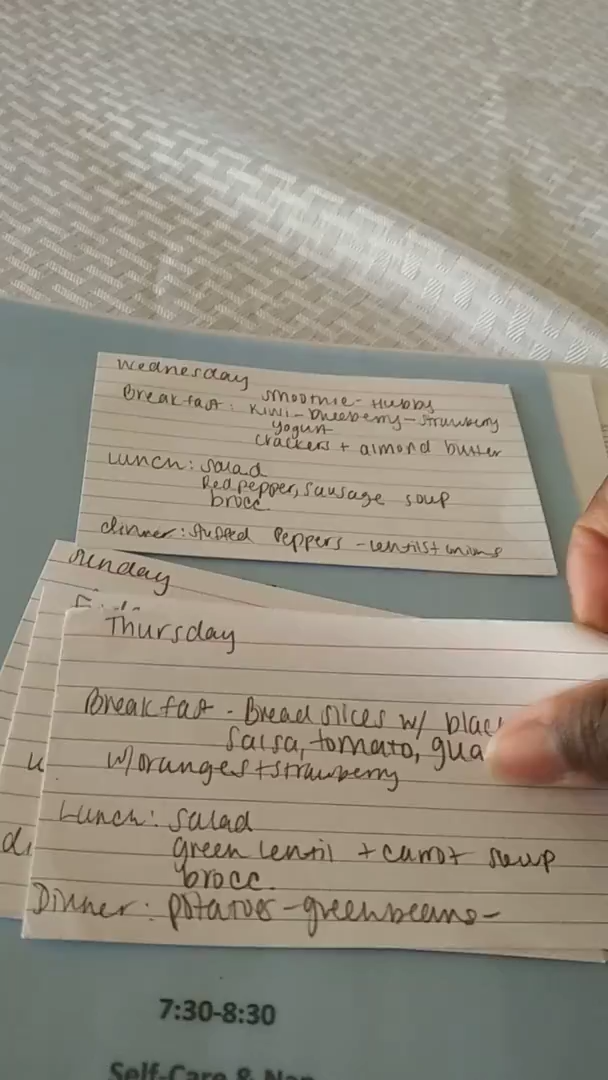 Wednesday
smoothie - Hubby
Breakfast: kiwi - blueberry - strawberry
yogurt
crackers + almond butter
Lunch: salad
Red pepper, sausage soup
brocc.
dinner: stuffed peppers - lentils + onions
Sunday
Thursday
Breakfast - Bread slices w/
salsa, tomato,
w/oranges + strawberry
Lunch: salad
green lentil + carrot soup
brocc.
Dinner: potatoes - greenbeans -
7:30-8:30
Self-Care &